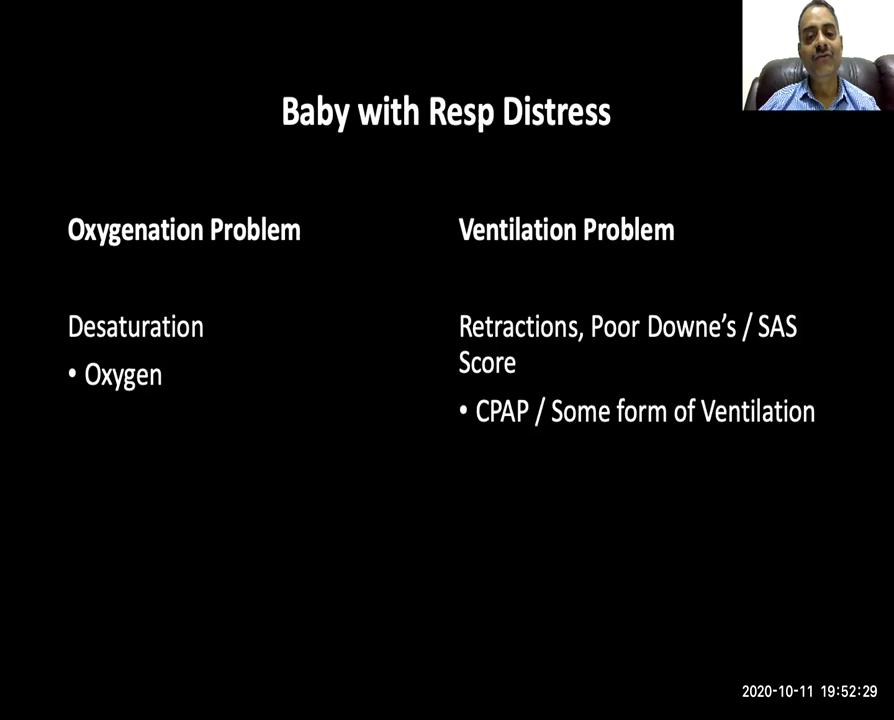 Baby with Resp Distress
Oxygenation Problem
Desaturation
• Oxygen
Ventilation Problem
Retractions, Poor Downe’s / SAS
Score
• CPAP / Some form of Ventilation
2020-10-11 19:52:29